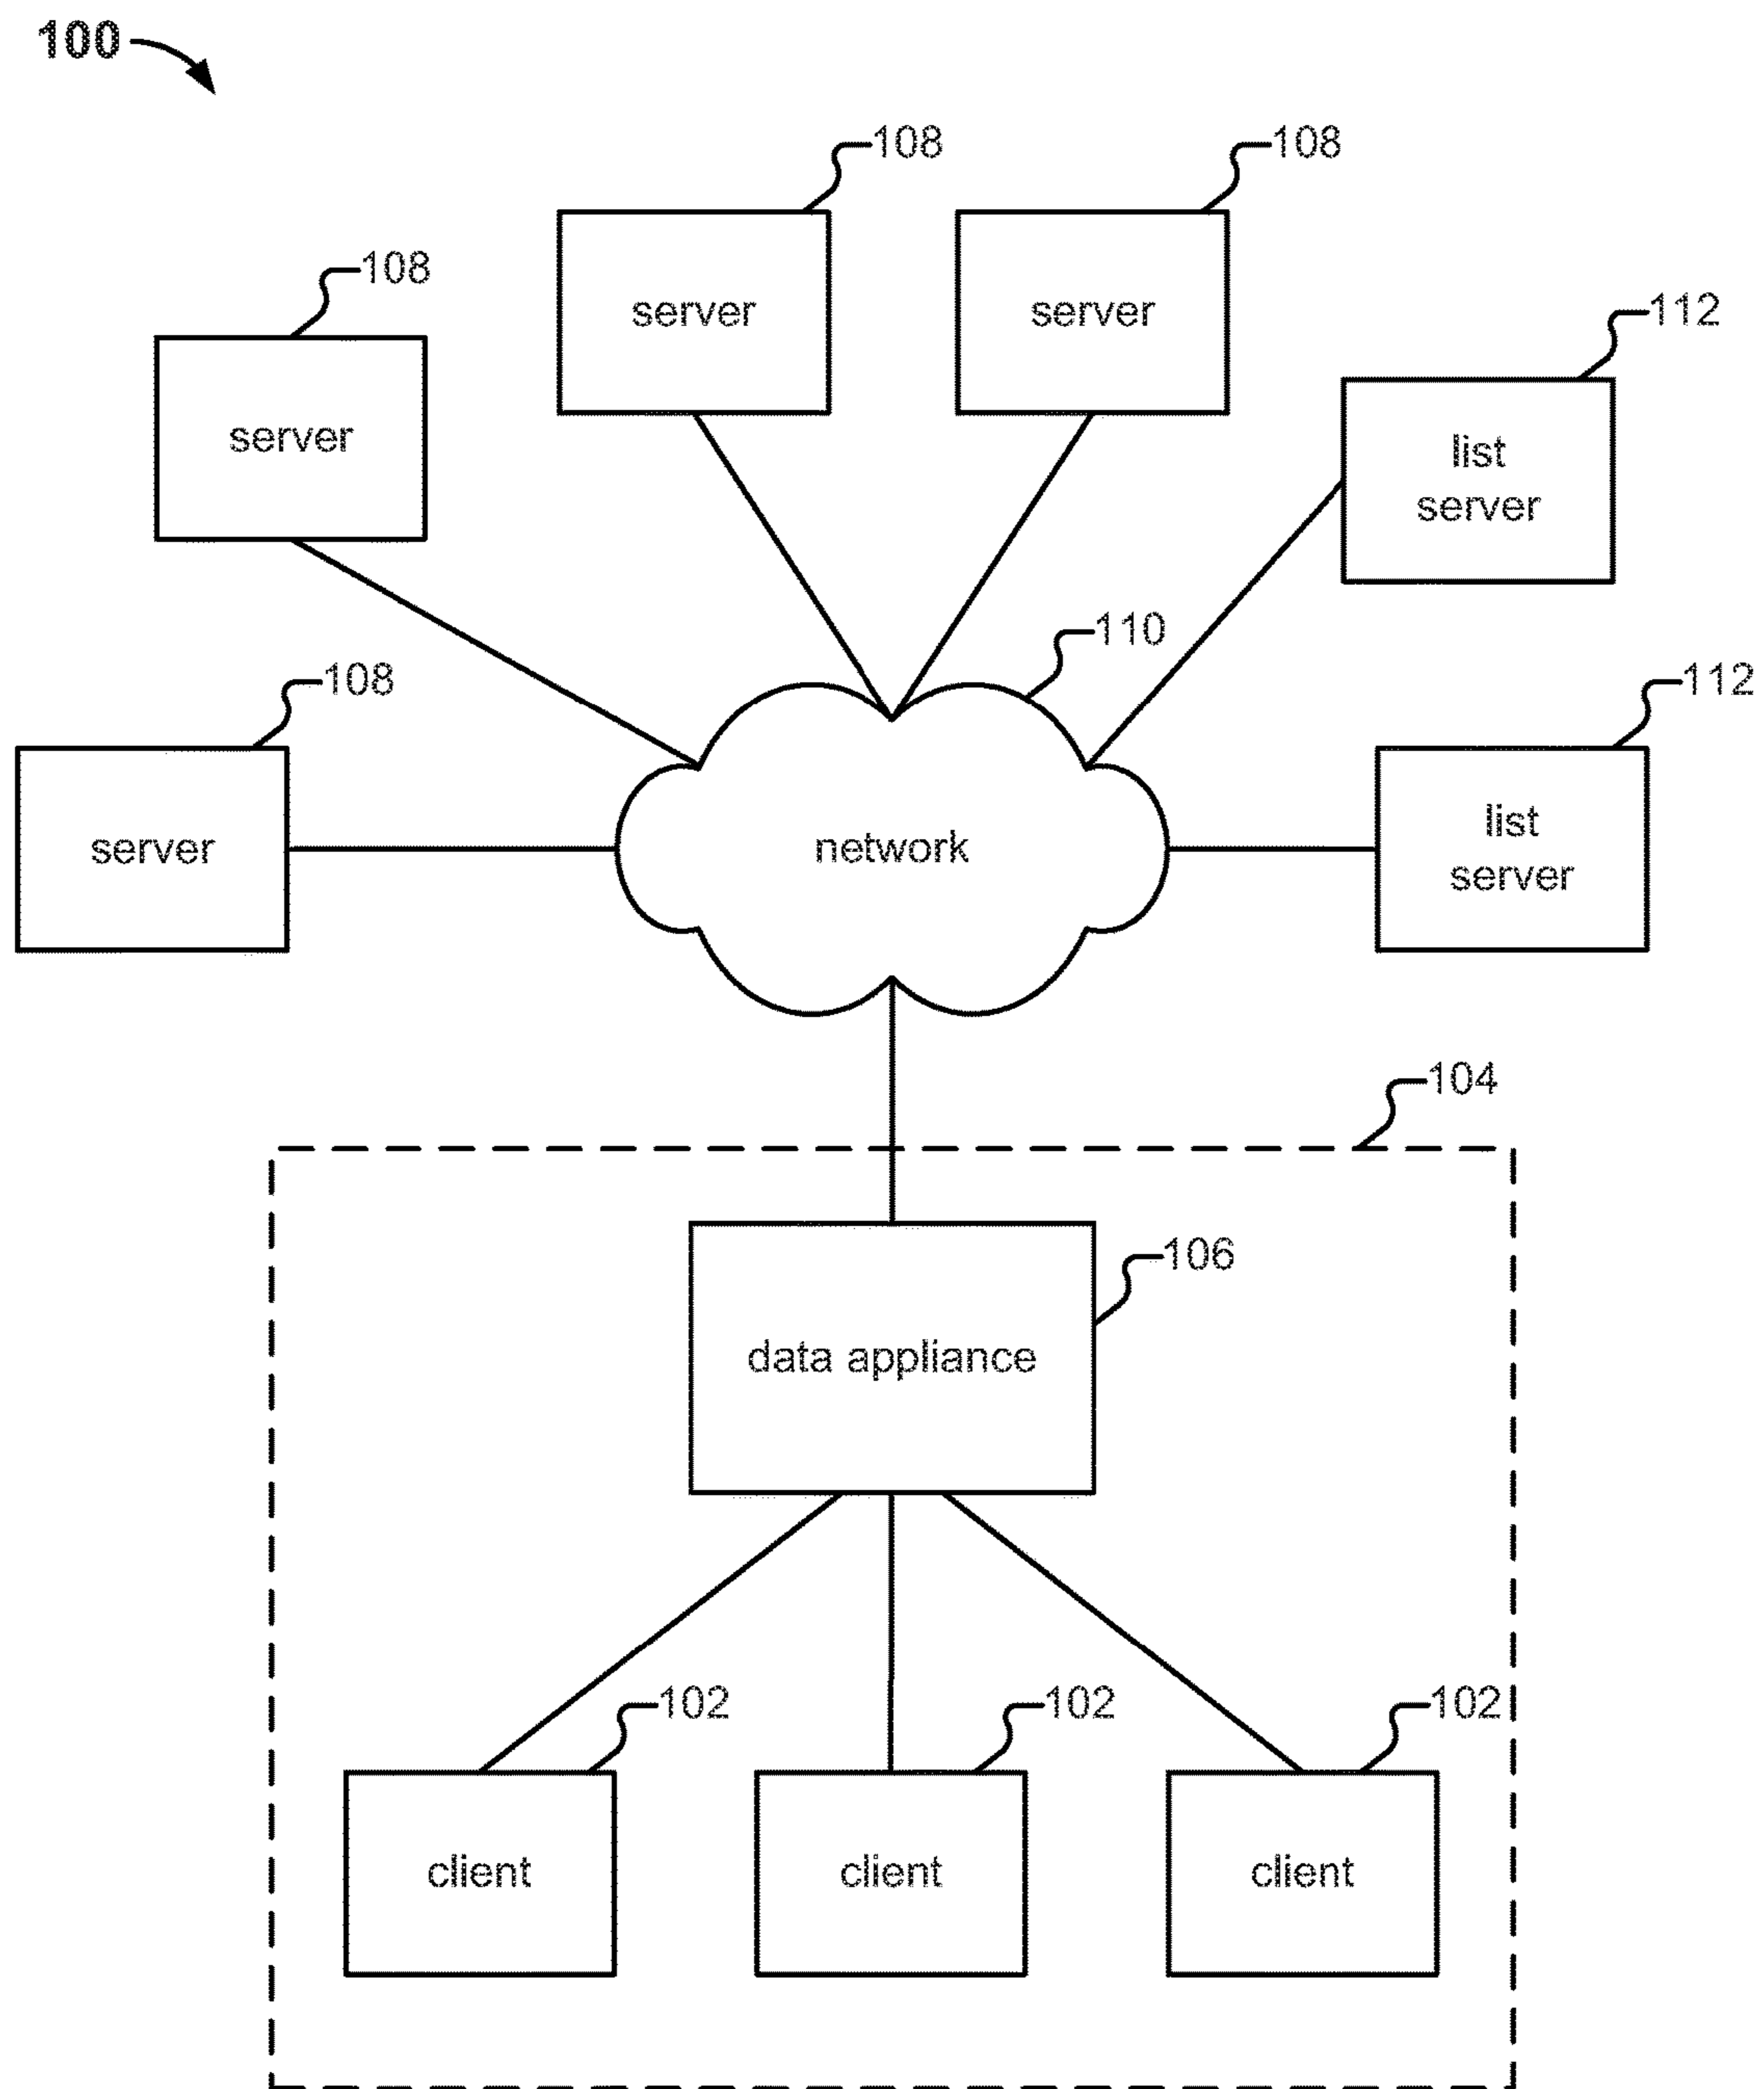 100
108
108
108
server
server
112
server
list
server
110
108
112
server
network
list
server
104
106
data appliance
102
102
102
client
client
client